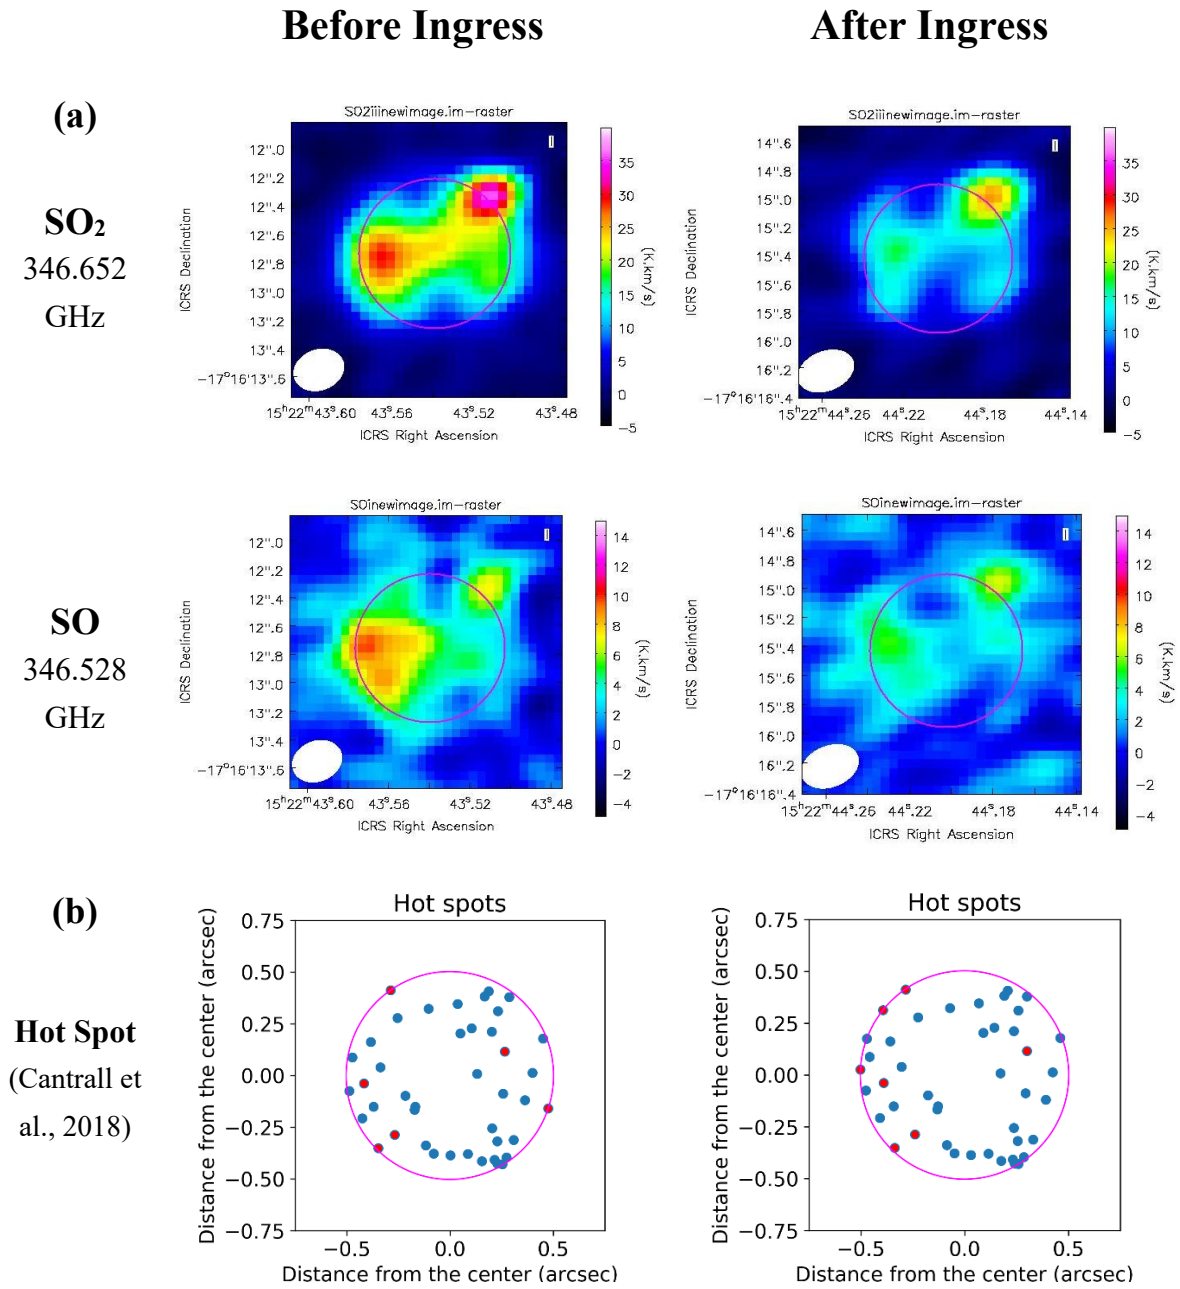 Before Ingress
After Ingress
(a)
SO2iiinewimage.im-raster
12".0
12".2
12".4
12".6
12".8
13".0
13".2
13".4
-17°16'13".6
15ʰ22ᵐ43ˢ.60
43ˢ.56
43ˢ.52
43ˢ.48
ICRS Right Ascension
ICRS Declination
35
30
25
20
15
10
5
0
-5
(K.km/s)
SO2iiinewimage.im-raster
14".6
14".8
15".0
15".2
15".4
15".6
15".8
16".0
16".2
-17°16'16".4
15ʰ22ᵐ44ˢ.26
44ˢ.22
44ˢ.18
44ˢ.14
ICRS Right Ascension
ICRS Declination
35
30
25
20
15
10
5
0
-5
(K.km/s)
SO₂
346.652
GHz
SOinewimage.im-raster
12".0
12".2
12".4
12".6
12".8
13".0
13".2
13".4
-17°16'13".6
15ʰ22ᵐ43ˢ.60
43ˢ.56
43ˢ.52
43ˢ.48
ICRS Right Ascension
ICRS Declination
14
12
10
8
6
4
2
0
-2
-4
(K.km/s)
SOinewimage.im-raster
14".6
14".8
15".0
15".2
15".4
15".6
15".8
16".0
16".2
-17°16'16".4
15ʰ22ᵐ44ˢ.26
44ˢ.22
44ˢ.18
44ˢ.14
ICRS Right Ascension
ICRS Declination
14
12
10
8
6
4
2
0
-2
-4
(K.km/s)
SO
346.528
GHz
(b)
Hot Spot
(Cantrall et
al., 2018)
Hot spots
0.75
0.50
0.25
0.00
−0.25
−0.50
−0.75
−0.5
0.0
0.5
Distance from the center (arcsec)
Distance from the center (arcsec)
Hot spots
0.75
0.50
0.25
0.00
−0.25
−0.50
−0.75
−0.5
0.0
0.5
Distance from the center (arcsec)
Distance from the center (arcsec)